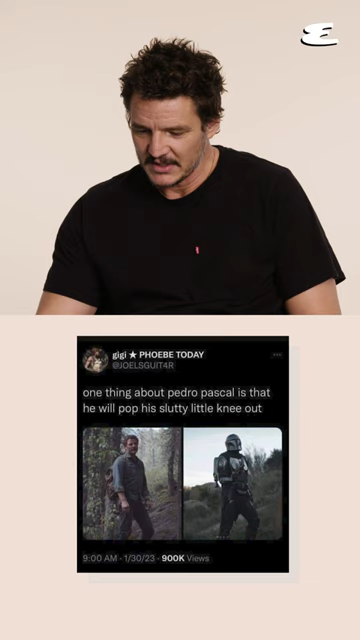 E
gigi ★ PHOEBE TODAY
@JOELSGUIT4R
one thing about pedro pascal is that
he will pop his slutty little knee out
9:00 AM · 1/30/23 · 900K Views